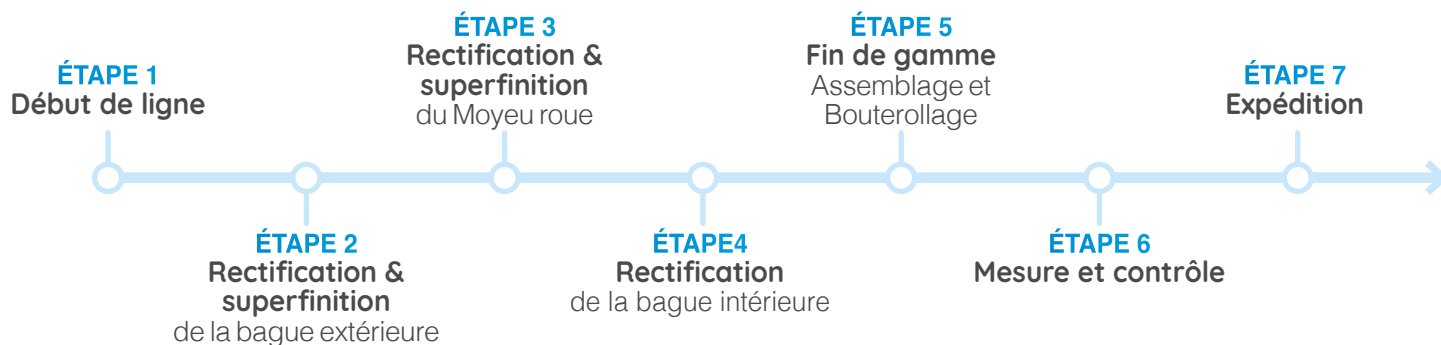 ÉTAPE 1
Début de ligne
ÉTAPE 2
Rectification &
superfinition
de la bague extérieure
ÉTAPE 3
Rectification &
superfinition
du Moyeu roue
ÉTAPE4
Rectification
de la bague intérieure
ÉTAPE 5
Fin de gamme
Assemblage et
Bouterollage
ÉTAPE 6
Mesure et contrôle
ÉTAPE 7
Expédition